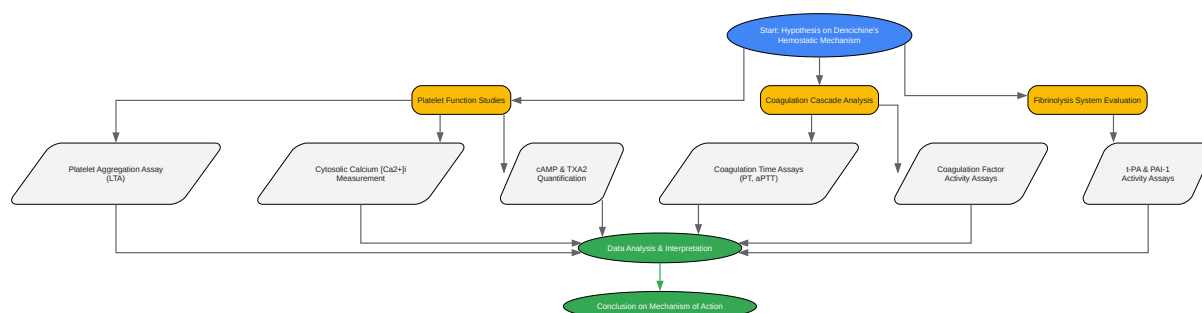 Start: Hypothesis on Dencichine's
Hemostatic Mechanism
Platelet Function Studies
Coagulation Cascade Analysis
Fibrinolysis System Evaluation
Platelet Aggregation Assay
(LTA)
Cytosolic Calcium [Ca2+]i
Measurement
cAMP & TXA2
Quantification
Coagulation Time Assays
(PT, aPTT)
Coagulation Factor
Activity Assays
t-PA & PAI-1
Activity Assays
Data Analysis & Interpretation
Conclusion on Mechanism of Action